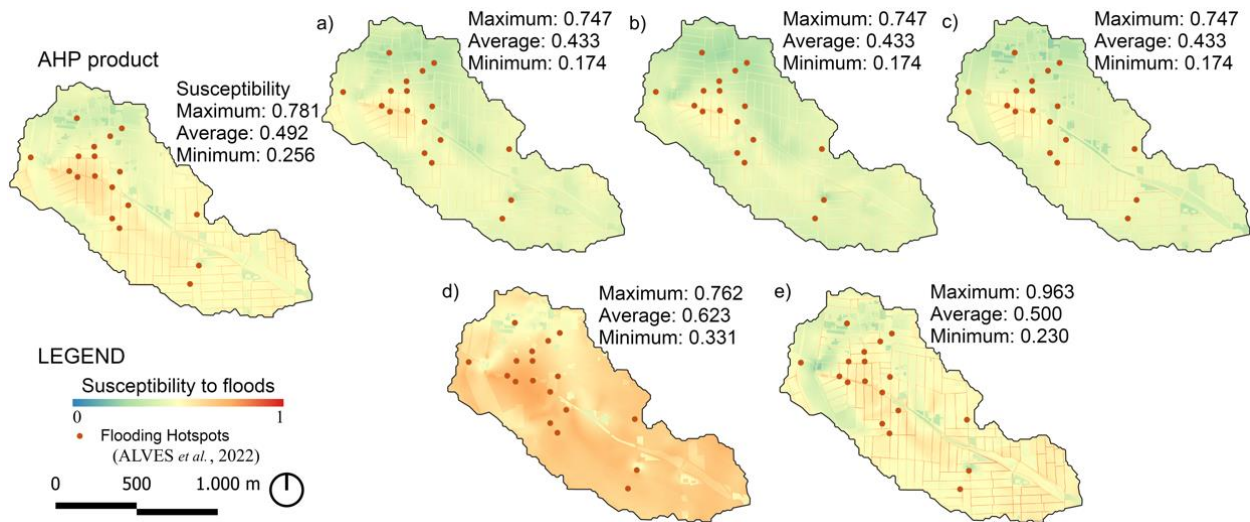 AHP product
Susceptibility
Maximum: 0.781
Average: 0.492
Minimum: 0.256
a)
Maximum: 0.747
Average: 0.433
Minimum: 0.174
b)
Maximum: 0.747
Average: 0.433
Minimum: 0.174
c)
Maximum: 0.747
Average: 0.433
Minimum: 0.174
d)
Maximum: 0.762
Average: 0.623
Minimum: 0.331
e)
Maximum: 0.963
Average: 0.500
Minimum: 0.230
LEGEND
Susceptibility to floods
0 1
Flooding Hotspots
(ALVES et al., 2022)
0 500 1.000 m